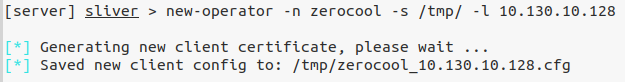 [server] sliver > new-operator -n zerocool -s /tmp/ -l 10.130.10.128
[*] Generating new client certificate, please wait ...
[*] Saved new client config to: /tmp/zerocool_10.130.10.128.cfg